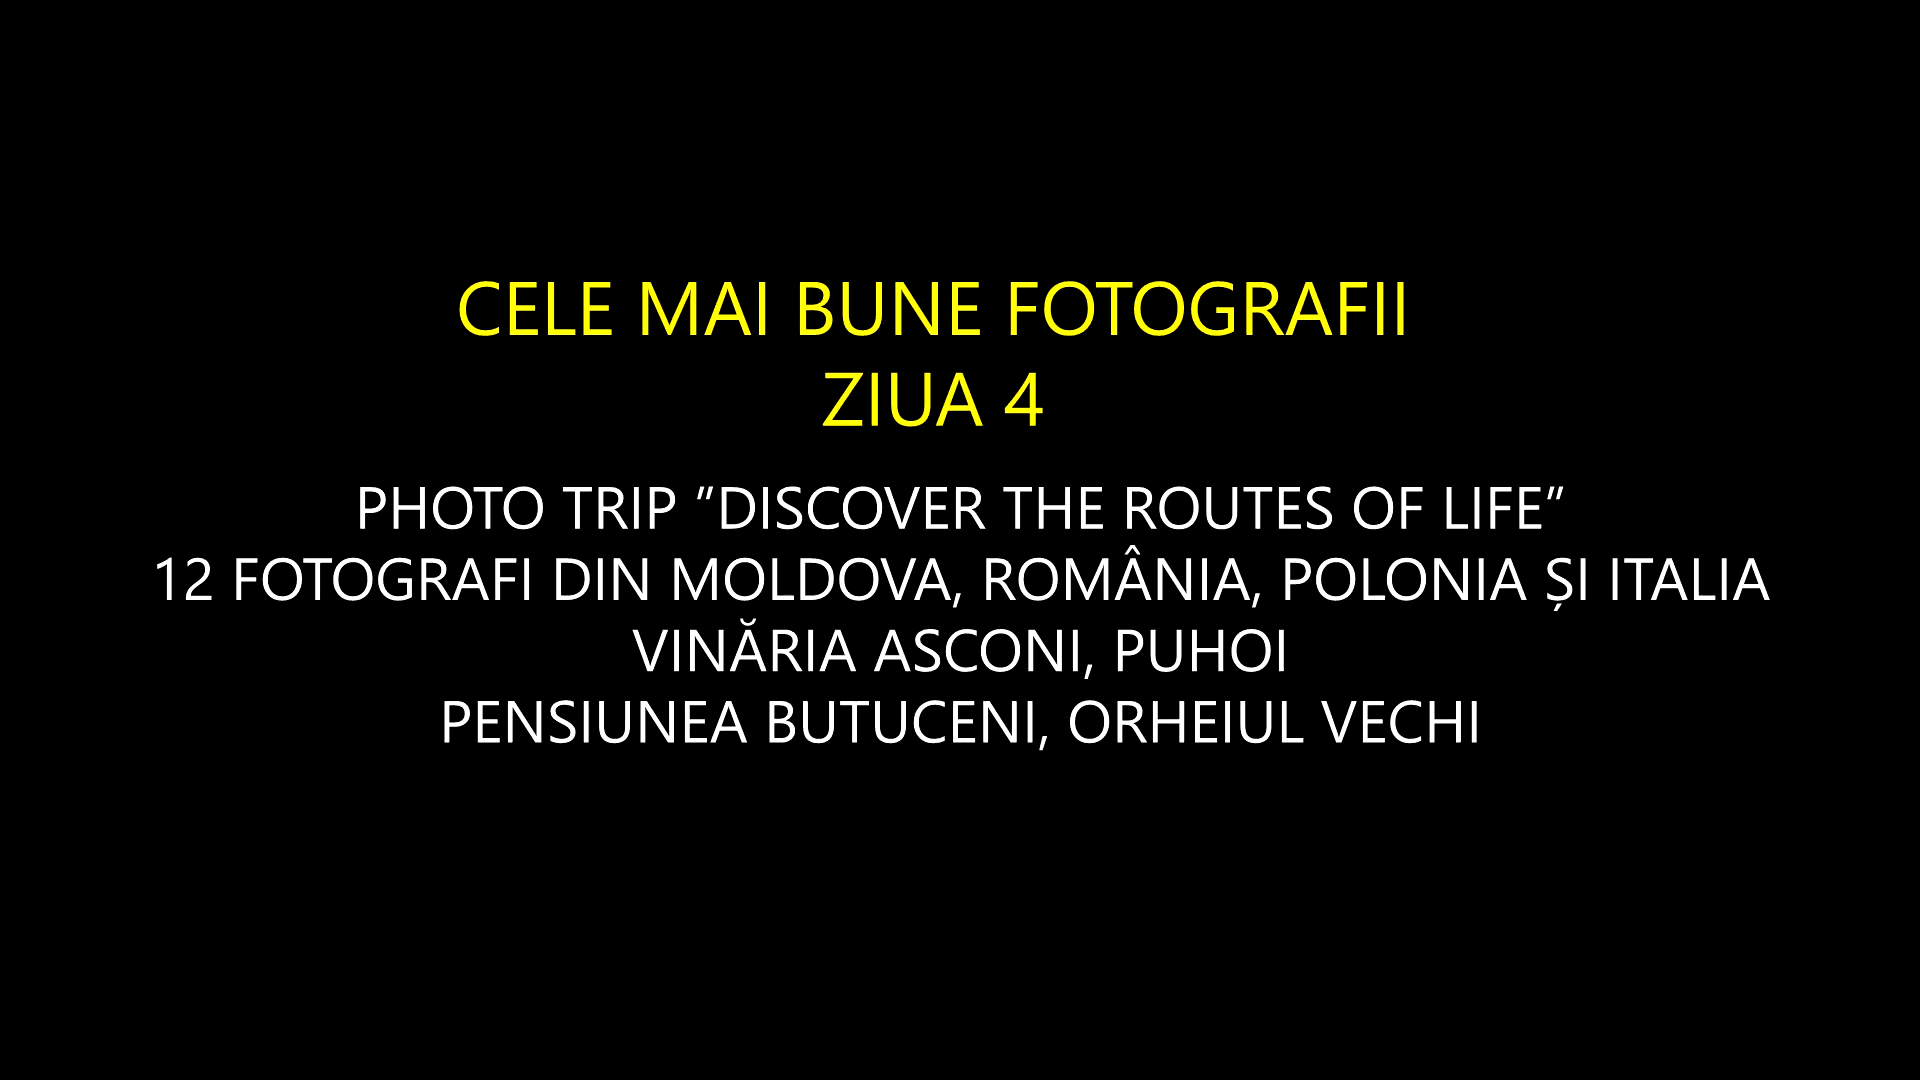 CELE MAI BUNE FOTOGRAFII
ZIUA 4
PHOTO TRIP ”DISCOVER THE ROUTES OF LIFE”
12 FOTOGRAFI DIN MOLDOVA, ROMÂNIA, POLONIA ȘI ITALIA
VINĂRIA ASCONI, PUHOI
PENSIUNEA BUTUCENI, ORHEIUL VECHI